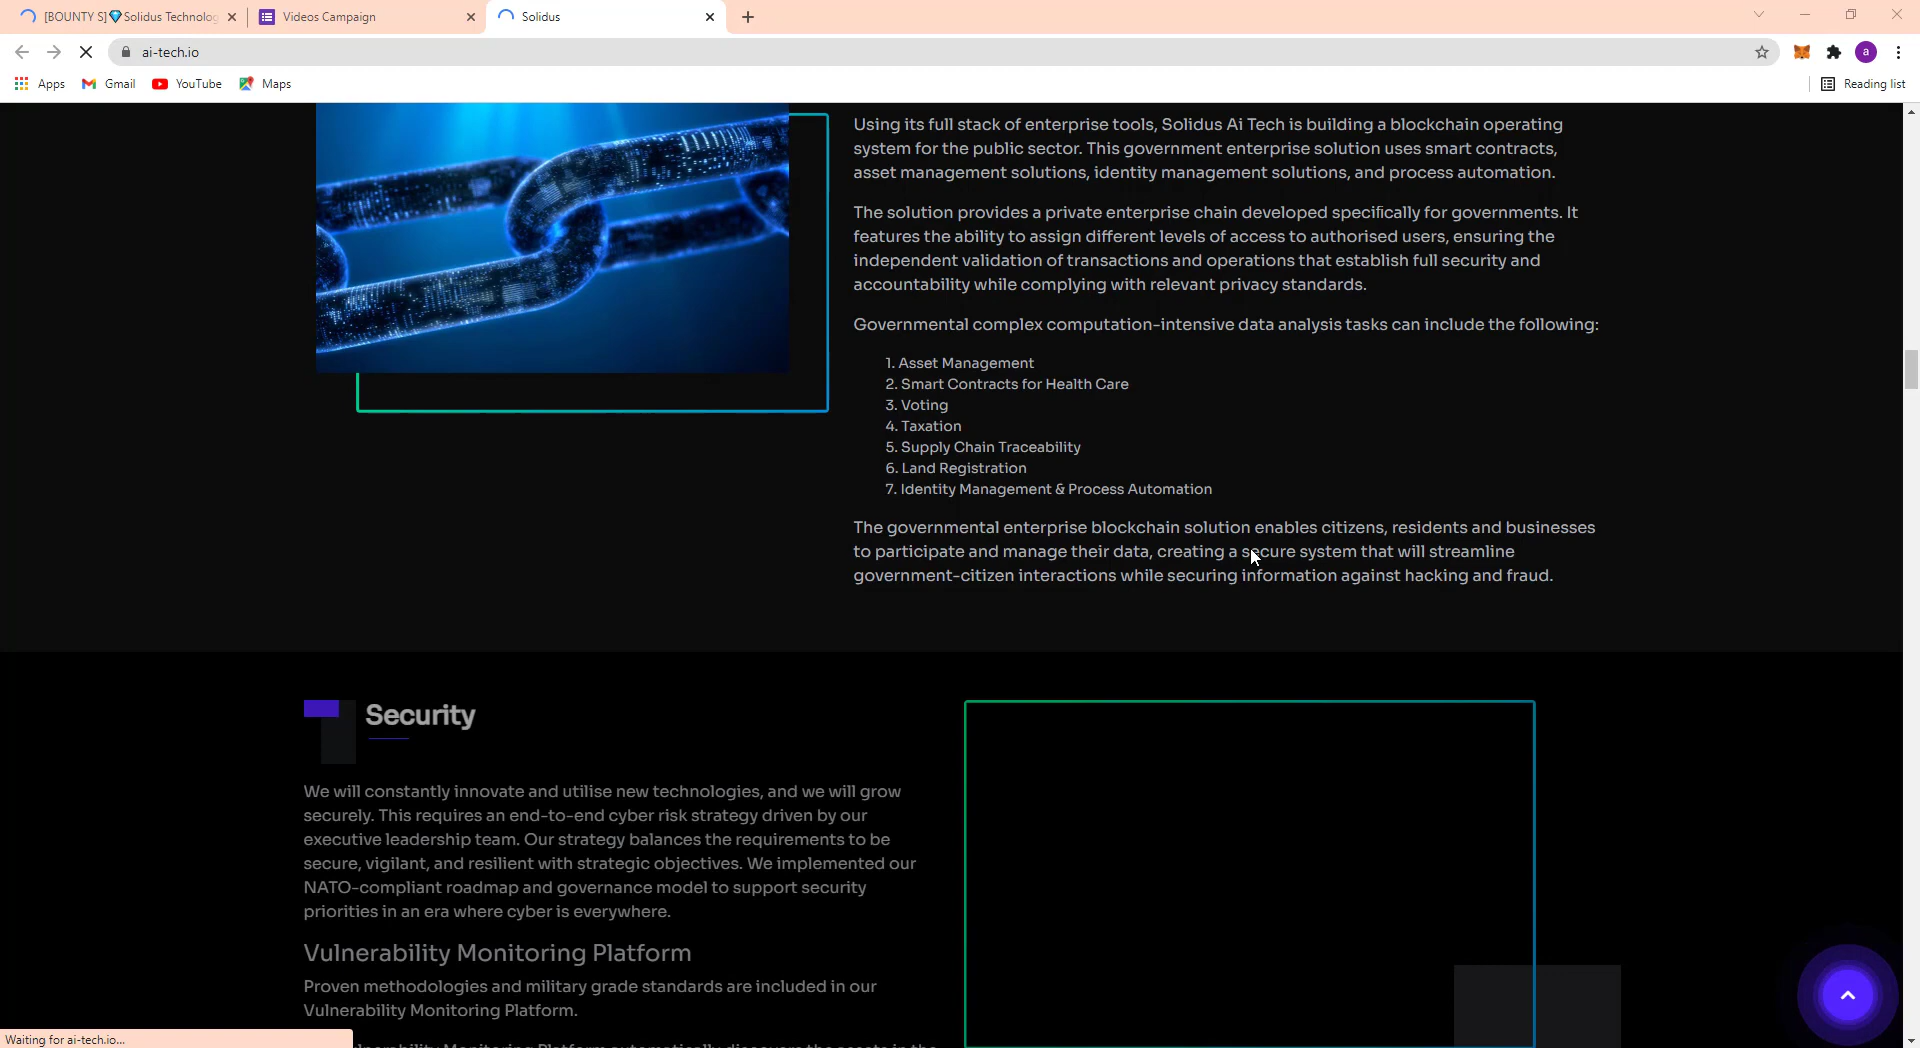 [BOUNTY S]💎Solidus Technolog
Videos Campaign
Solidus
ai-tech.io
a
Apps
Gmail
YouTube
Maps
Reading list
Using its full stack of enterprise tools, Solidus Ai Tech is building a blockchain operating
system for the public sector. This government enterprise solution uses smart contracts,
asset management solutions, identity management solutions, and process automation.
The solution provides a private enterprise chain developed specifically for governments. It
features the ability to assign different levels of access to authorised users, ensuring the
independent validation of transactions and operations that establish full security and
accountability while complying with relevant privacy standards.
Governmental complex computation-intensive data analysis tasks can include the following:
1. Asset Management
2. Smart Contracts for Health Care
3. Voting
4. Taxation
5. Supply Chain Traceability
6. Land Registration
7. Identity Management & Process Automation
The governmental enterprise blockchain solution enables citizens, residents and businesses
to participate and manage their data, creating a secure system that will streamline
government-citizen interactions while securing information against hacking and fraud.
Security
We will constantly innovate and utilise new technologies, and we will grow
securely. This requires an end-to-end cyber risk strategy driven by our
executive leadership team. Our strategy balances the requirements to be
secure, vigilant, and resilient with strategic objectives. We implemented our
NATO-compliant roadmap and governance model to support security
priorities in an era where cyber is everywhere.
Vulnerability Monitoring Platform
Proven methodologies and military grade standards are included in our
Vulnerability Monitoring Platform.
Waiting for ai-tech.io...